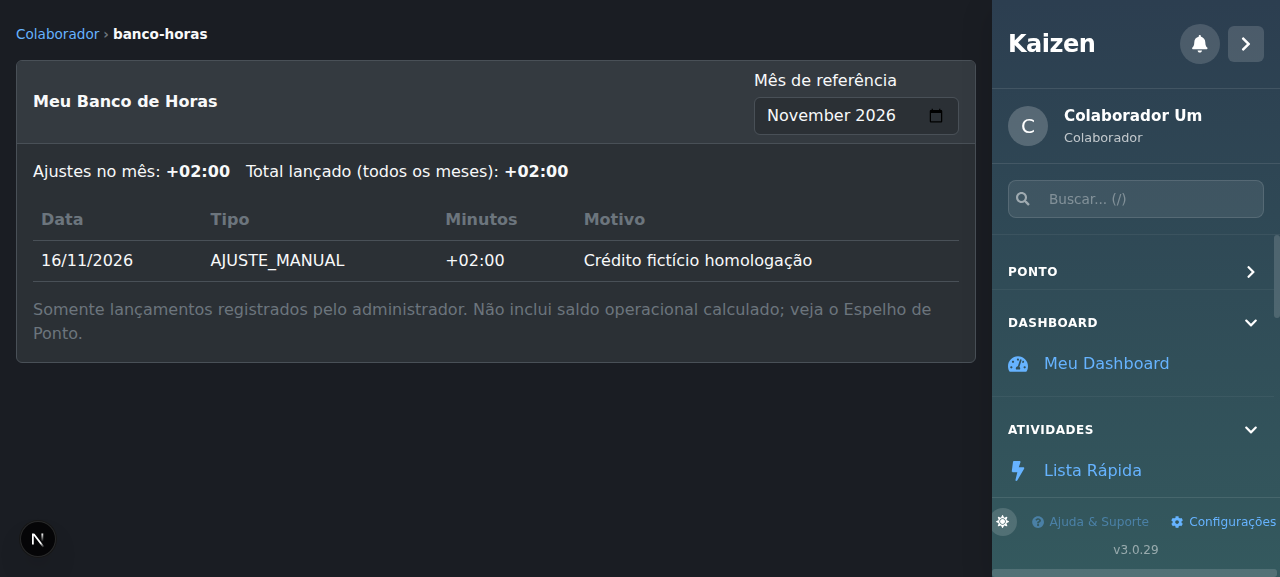 Colaborador › banco-horas
Meu Banco de Horas
Mês de referência
November 2026
Ajustes no mês: +02:00 Total lançado (todos os meses): +02:00
Data Tipo Minutos Motivo
16/11/2026 AJUSTE_MANUAL +02:00 Crédito fictício homologação
Somente lançamentos registrados pelo administrador. Não inclui saldo operacional calculado; veja o Espelho de
Ponto.
N
Kaizen
C
Colaborador Um
Colaborador
Buscar... (/)
PONTO
DASHBOARD
Meu Dashboard
ATIVIDADES
Lista Rápida
Ajuda & Suporte Configurações
v3.0.29